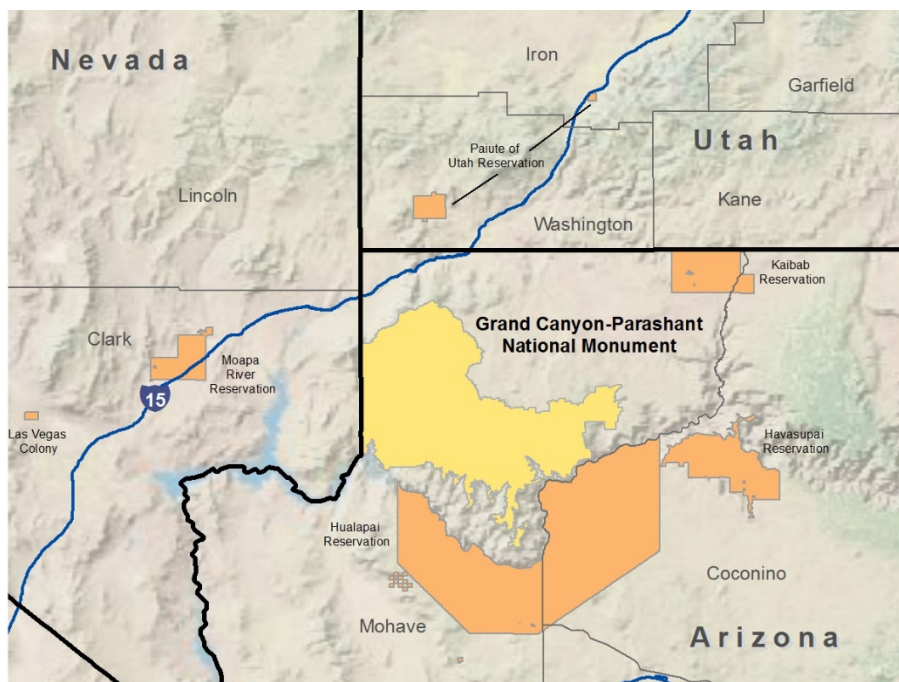 Nevada
Iron
Garfield
Paiute of
Utah Reservation
Utah
Lincoln
Kane
Washington
Kaibab
Reservation
Grand Canyon-Parashant
National Monument
Clark
Moapa
River
Reservation
15
Las Vegas
Colony
Havasupai
Reservation
Hualapai
Reservation
Coconino
Mohave
Arizona